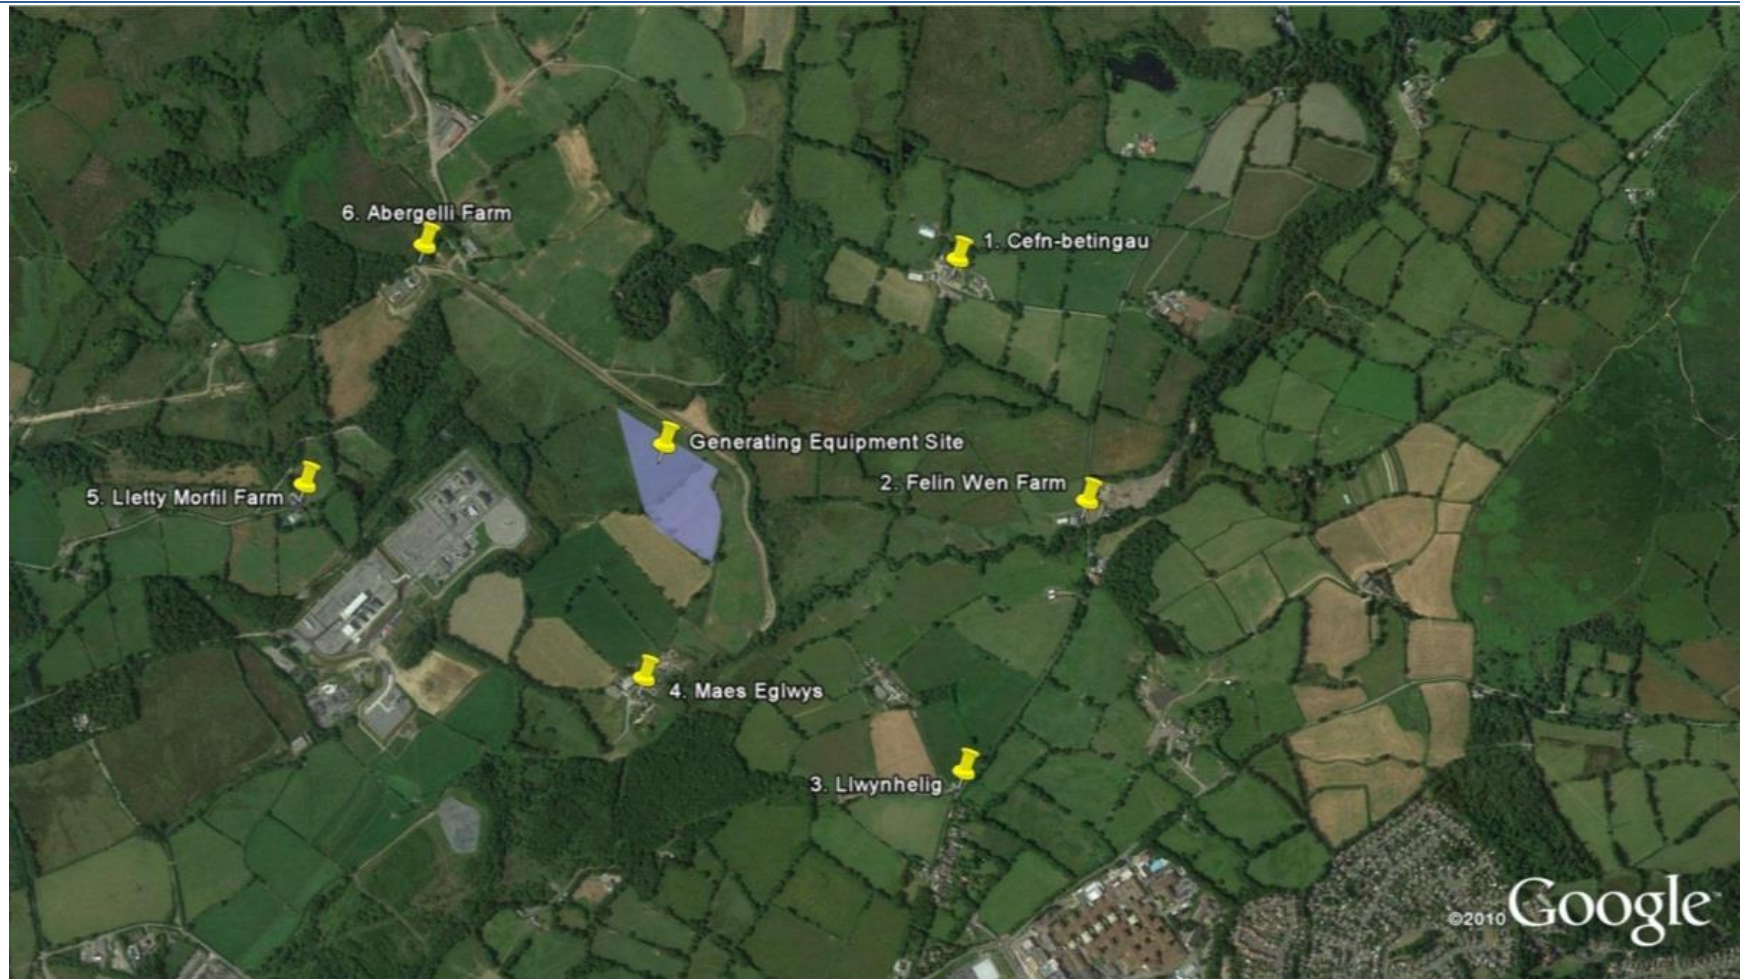 6. Abergelli Farm
1. Cefn-betingau
Generating Equipment Site
2. Felin Wen Farm
5. Lletty Morfil Farm
4. Maes Eglwys
3. Llwynhelig
©2010 Google™